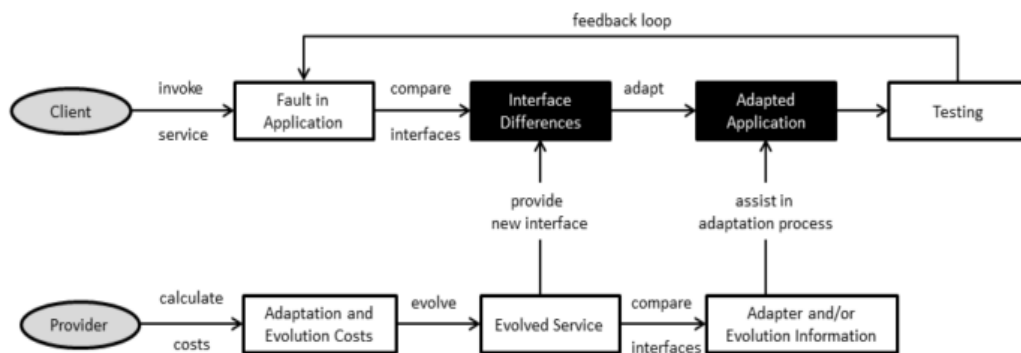 feedback loop
Client
invoke
service
Fault in
Application
compare
interfaces
Interface
Differences
adapt
Adapted
Application
Testing
provide
new interface
assist in
adaptation process
Provider
calculate
costs
Adaptation and
Evolution Costs
evolve
Evolved Service
compare
interfaces
Adapter and/or
Evolution Information